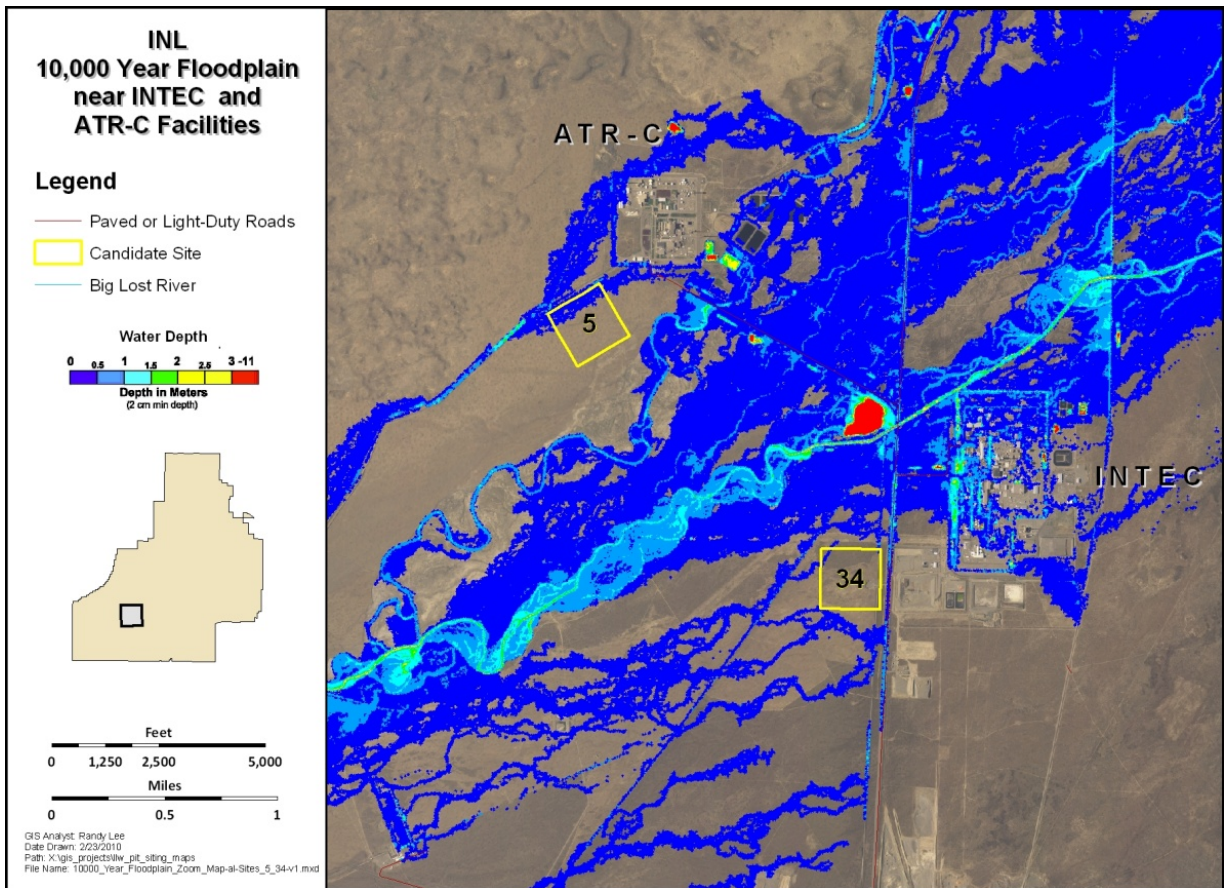 INL
10,000 Year Floodplain
near INTEC and
ATR-C Facilities
Legend
Paved or Light-Duty Roads
Candidate Site
Big Lost River
Water Depth
0 0.5 1 1.5 2 2.5 3 -11
Depth in Meters
(2 cm min depth)
Feet
0 1,250 2,500 5,000
Miles
0 0.5 1
GIS Analyst: Randy Lee
Date Drawn: 2/23/2010
Path: X:\gis_projects\llw_pit_siting_maps
File Name: 10000_Year_Floodplain_Zoom_Map-al-Sites_5_34-v1.mxd
ATR-C
5
INTEC
34